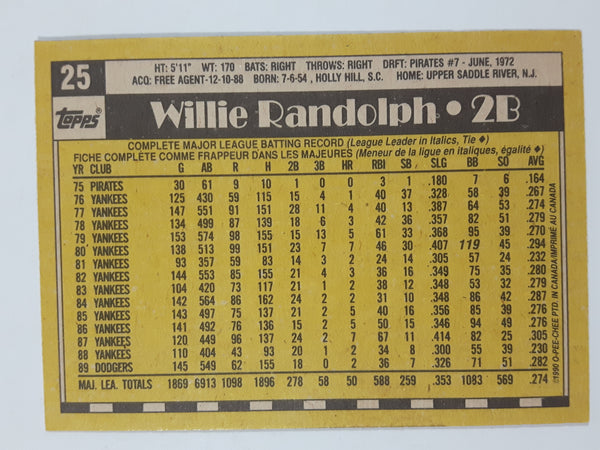 25
HT: 5'11" WT: 170 BATS: RIGHT THROWS: RIGHT DRFT: PIRATES #7 - JUNE, 1972
ACQ: FREE AGENT-12-10-88 BORN: 7-6-54 , HOLLY HILL, S.C. HOME: UPPER SADDLE RIVER, N.J.
Topps®
Willie Randolph • 2B
COMPLETE MAJOR LEAGUE BATTING RECORD (League Leader in Italics, Tie ◆)
FICHE COMPLÈTE COMME FRAPPEUR DANS LES MAJEURES (Meneur de la ligue en italiques, égalité ◆)
YR CLUB G AB R H 2B 3B HR RBI SB SLG BB SO AVG
75 PIRATES 30 61 9 10 1 0 0 3 1 .180 7 6 .164
76 YANKEES 125 430 59 115 15 4 1 40 37 .328 58 39 .267
77 YANKEES 147 551 91 151 28 11 4 40 13 .387 64 53 .274
78 YANKEES 134 499 87 139 18 6 3 42 36 .357 82 51 .279
79 YANKEES 153 574 98 155 15 13 5 61 33 .368 95 39 .270
80 YANKEES 138 513 99 151 23 7 7 46 30 .407 119 45 .294
81 YANKEES 93 357 59 83 14 3 2 24 14 .305 57 24 .232
82 YANKEES 144 553 85 155 21 4 3 36 16 .349 75 35 .280
83 YANKEES 104 420 73 117 21 1 2 38 12 .348 53 32 .279
84 YANKEES 142 564 86 162 24 2 2 31 10 .348 86 42 .287
85 YANKEES 143 497 75 137 21 2 5 40 16 .356 85 39 .276
86 YANKEES 141 492 76 136 15 2 5 50 15 .346 94 49 .276
87 YANKEES 120 449 96 137 24 2 7 67 11 .414 82 25 .305
88 YANKEES 110 404 43 93 20 1 2 34 8 .300 55 39 .230
89 DODGERS 145 549 62 155 18 0 2 36 7 .326 71 51 .282
MAJ. LEA. TOTALS 1869 6913 1098 1896 278 58 50 588 259 .353 1083 569 .274
©1990 O-PEE-CHEE PTD. IN CANADA/IMPRIMÉ AU CANADA